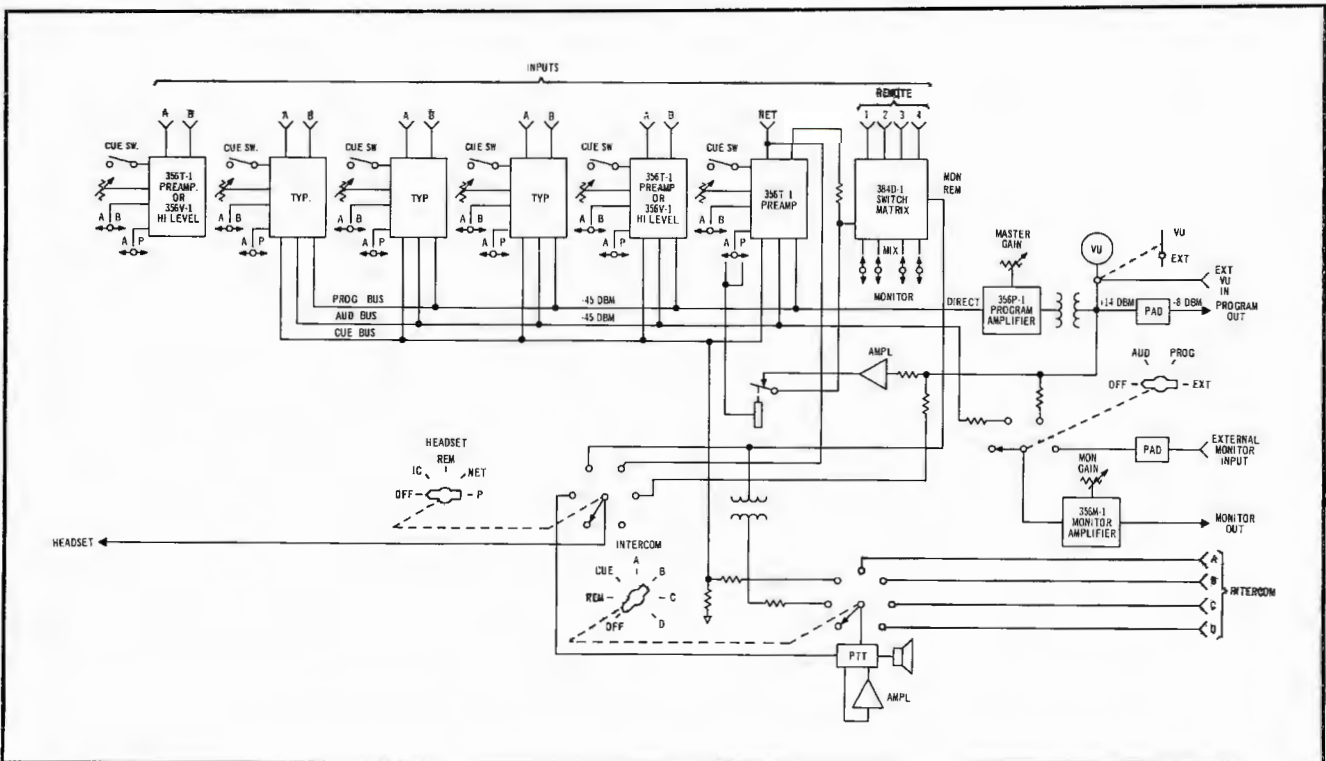 INPUTS
REMOTE
A B
A B
A B
A B
A B
NET
1 2 3 4
CUE SW.
CUE SW.
CUE SW
CUE SW
CUE SW
356T-1
PREAMP.
OR
356V-1
HI LEVEL
TYP.
TYP
TYP
356T-1
PREAMP
OR
356V-1
HI LEVEL
356T-1
PREAMP
384D-1
SWITCH
MATRIX
MON
REM
A B
A B
A B
A B
A B
A P
A P
A P
A P
A P
A P
MIX
MONITOR
MASTER
GAIN
VU
VU
EXT
EXT
VU
IN
PROG BUS
-45 DBM
DIRECT
356P-1
PROGRAM
AMPLIFIER
+14 DBM
PAD
-8 DBM
PROGRAM
OUT
AUD BUS
-45 DBM
CUE BUS
AMPL
AUD PROG
OFF EXT
HEADSET
REM
IC NET
OFF P
PAD
EXTERNAL
MONITOR
INPUT
MON
GAIN
356M-1
MONITOR
AMPLIFIER
MONITOR
OUT
HEADSET
INTERCOM
A
CUE B
REM C
OFF D
A
B
C
D
INTERCOM
PTT
AMPL